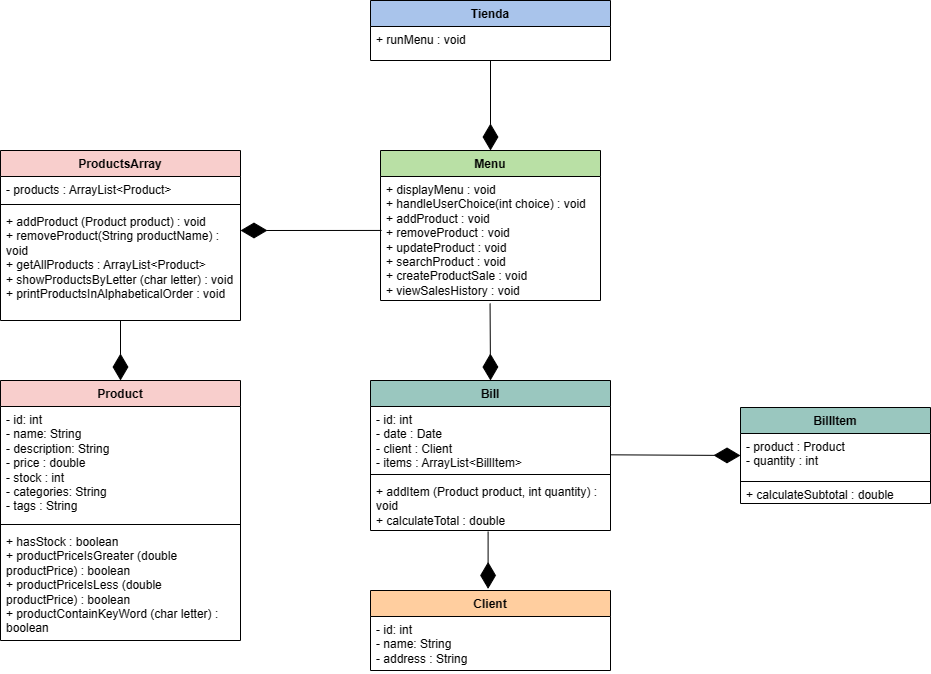 Tienda
+ runMenu : void
ProductsArray
- products : ArrayList<Product>
+ addProduct (Product product) : void
+ removeProduct(String productName) :
void
+ getAllProducts : ArrayList<Product>
+ showProductsByLetter (char letter) : void
+ printProductsInAlphabeticalOrder : void
Menu
+ displayMenu : void
+ handleUserChoice(int choice) : void
+ addProduct : void
+ removeProduct : void
+ updateProduct : void
+ searchProduct : void
+ createProductSale : void
+ viewSalesHistory : void
Product
- id: int
- name: String
- description: String
- price : double
- stock : int
- categories: String
- tags : String
+ hasStock : boolean
+ productPriceIsGreater (double
productPrice) : boolean
+ productPriceIsLess (double
productPrice) : boolean
+ productContainKeyWord (char letter) :
boolean
Bill
- id: int
- date : Date
- client : Client
- items : ArrayList<BillItem>
+ addItem (Product product, int quantity) :
void
+ calculateTotal : double
BillItem
- product : Product
- quantity : int
+ calculateSubtotal : double
Client
- id: int
- name: String
- address : String